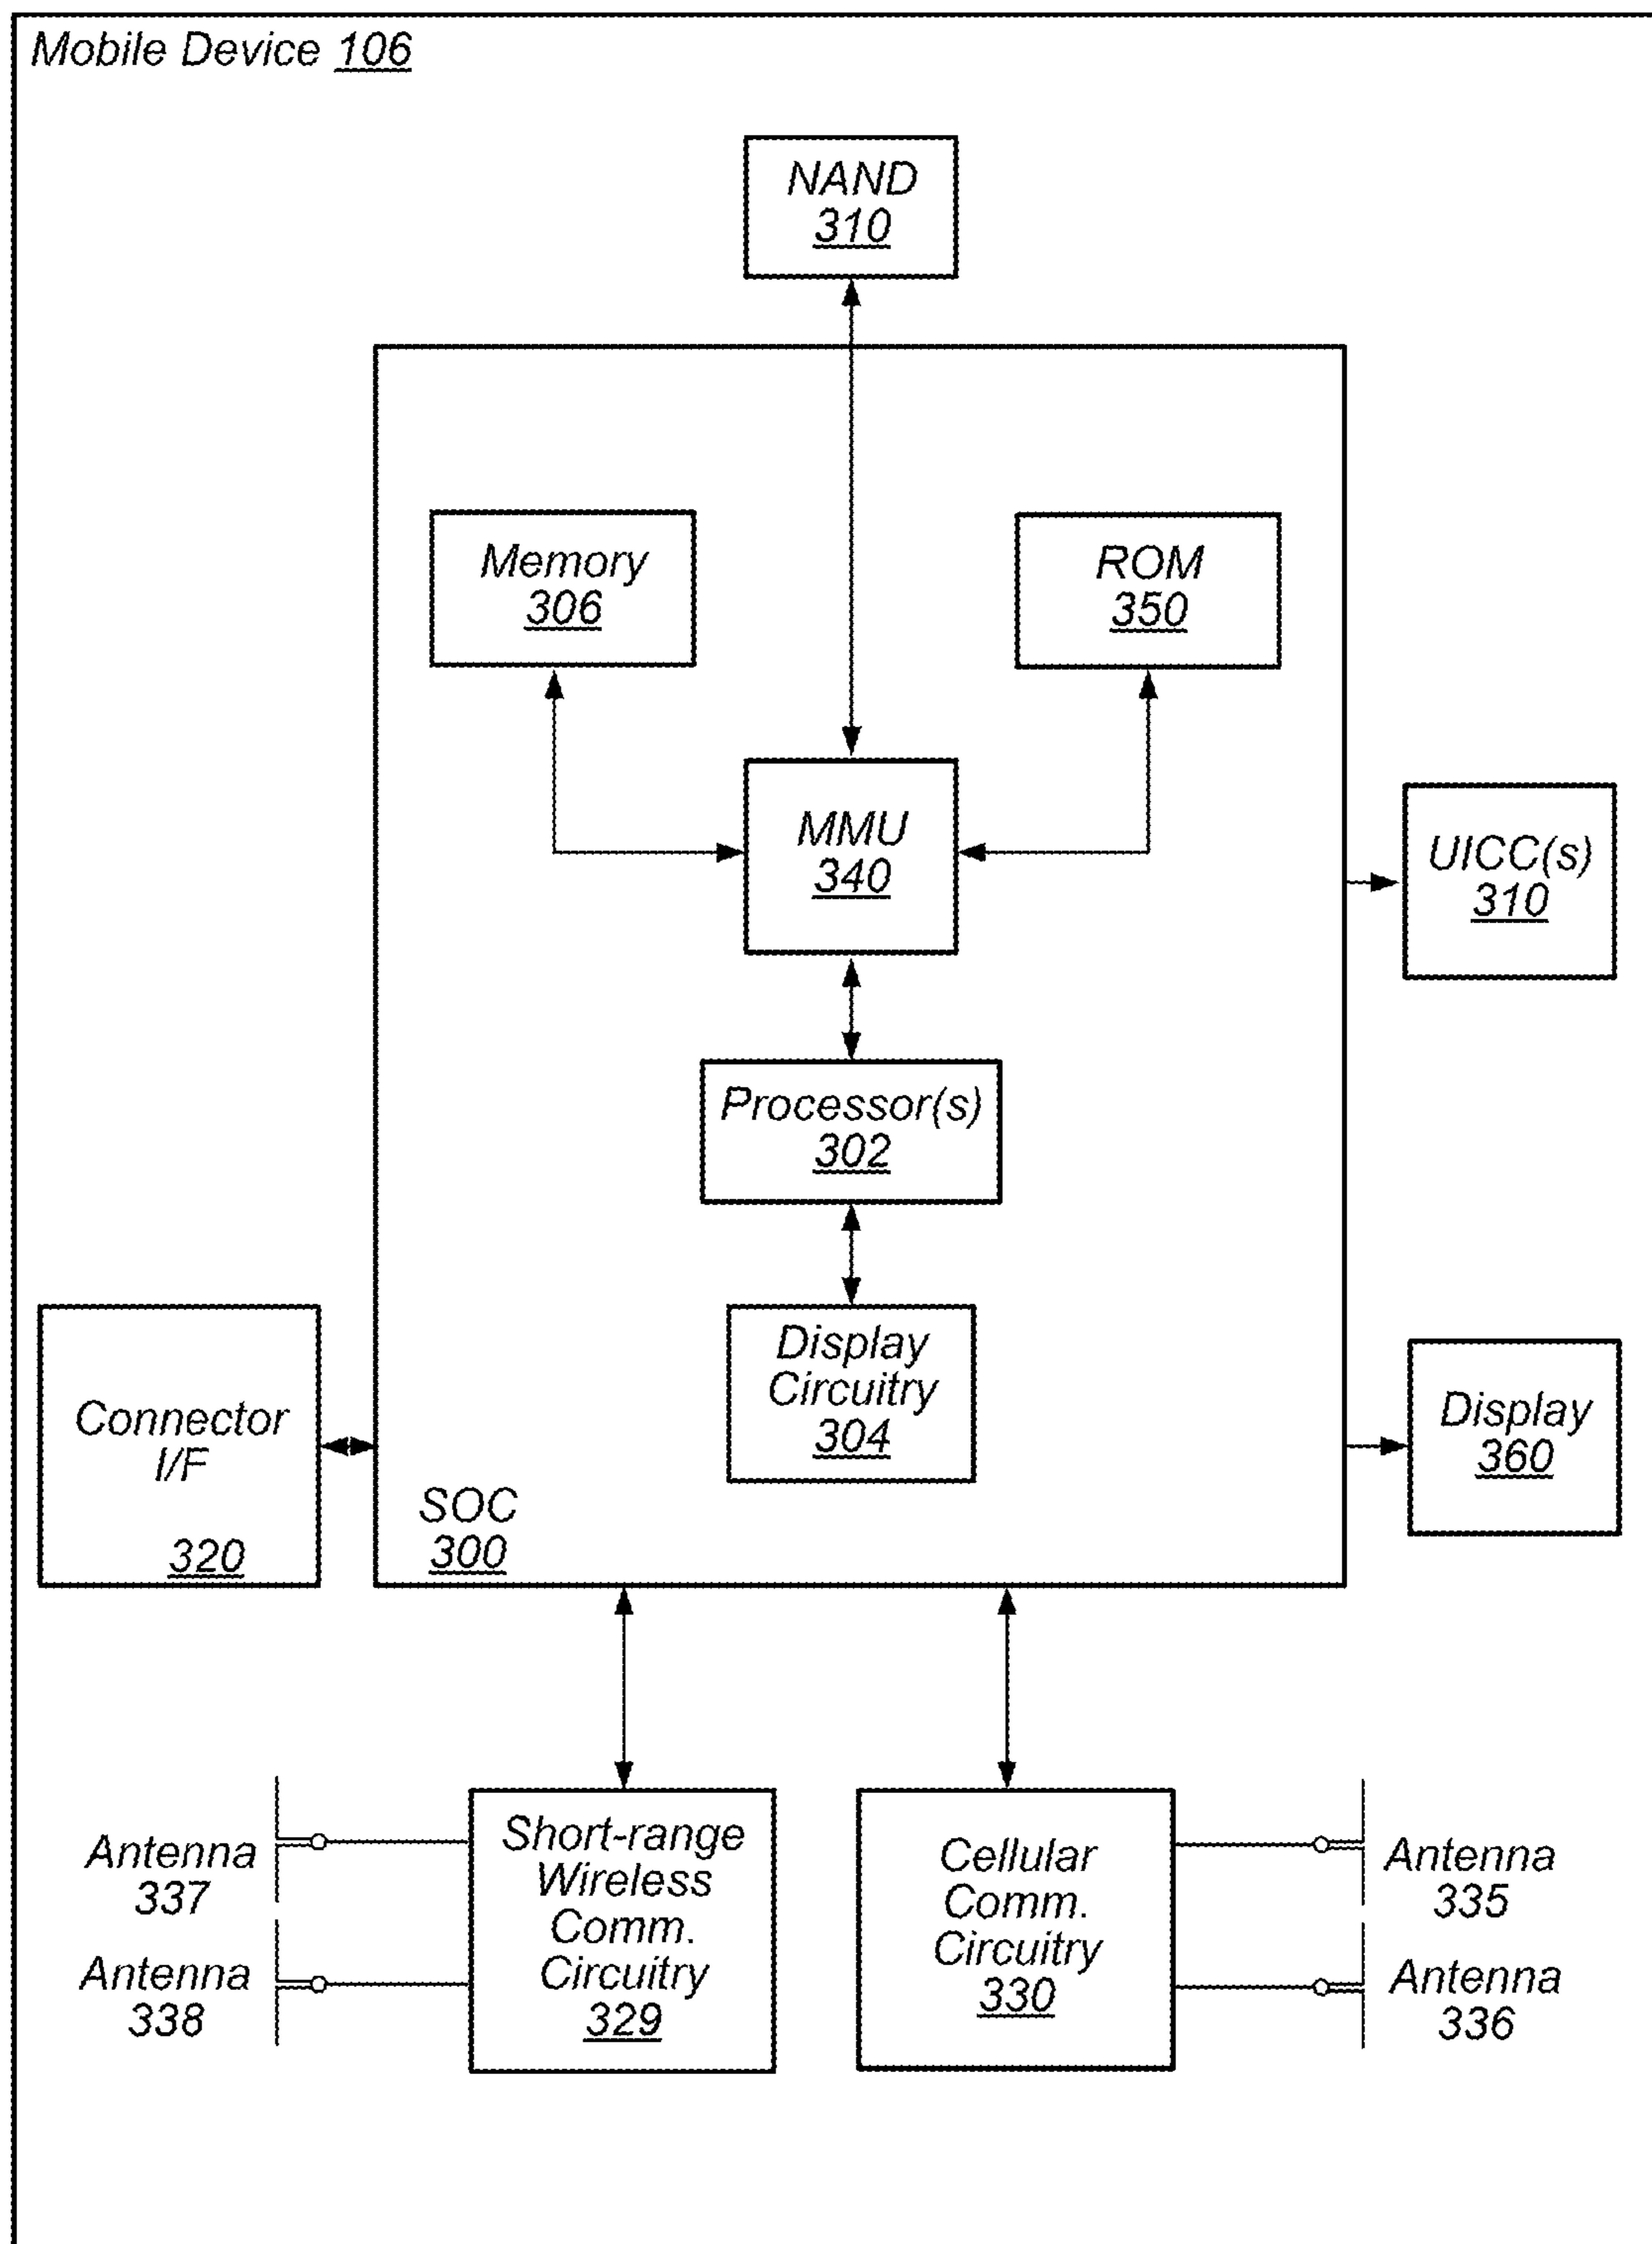 Mobile Device 106
NAND
310
Memory
306
ROM
350
MMU
340
UICC(s)
310
Processor(s)
302
Display
Circuitry
304
Connector
I/F
320
Display
360
SOC
300
Antenna
337
Antenna
338
Short-range
Wireless
Comm.
Circuitry
329
Cellular
Comm.
Circuitry
330
Antenna
335
Antenna
336